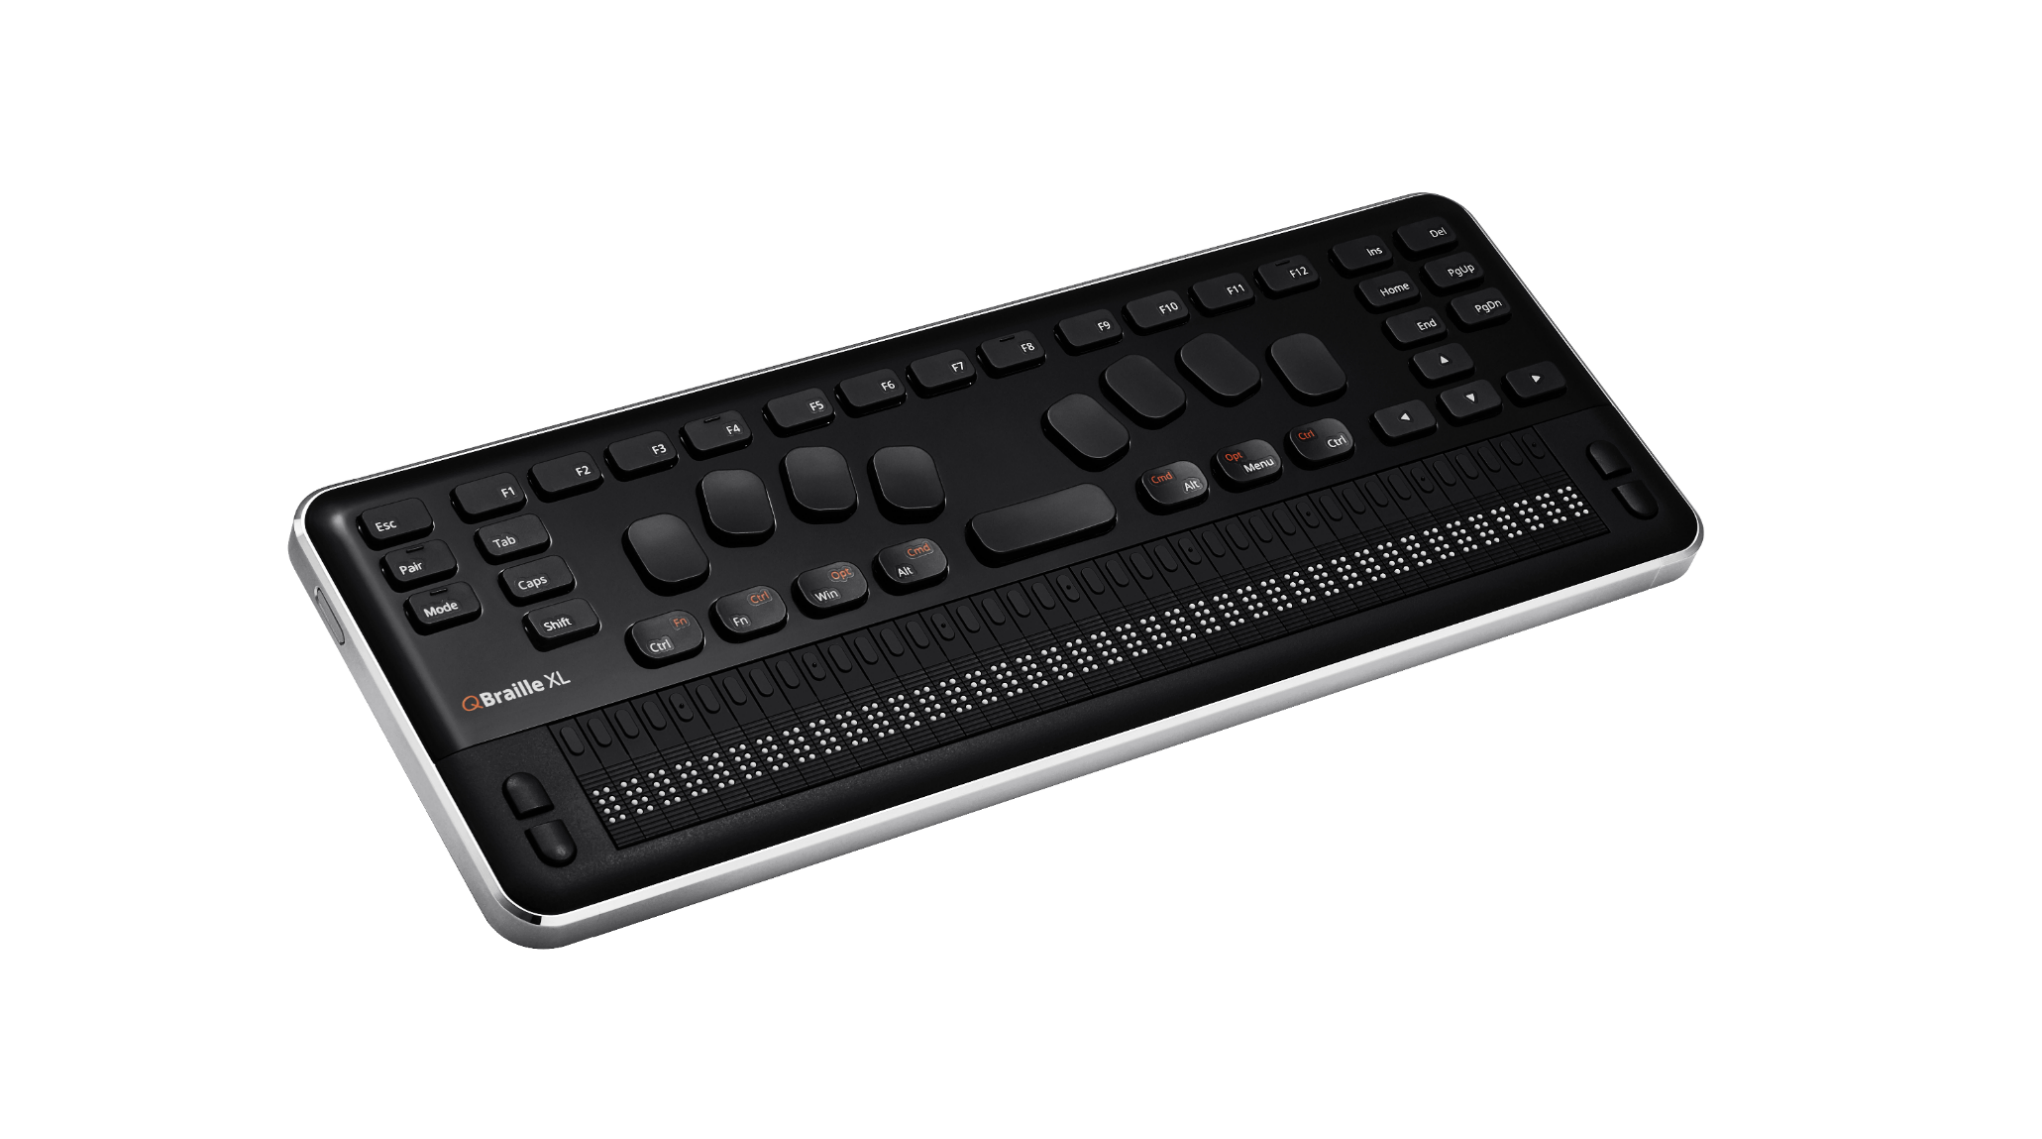 Esc
F1
F2
F3
F4
F5
F6
F7
F8
F9
F10
F11
F12
Ins
Del
Pair
Tab
Home
PgUp
Mode
Caps
End
PgDn
Shift
▲
Ctrl Fn
Fn Ctrl
Win Opt
Alt Cmd
Cmd Alt
Opt Menu
Ctrl Ctrl
◀
▼
▶
QBraille XL